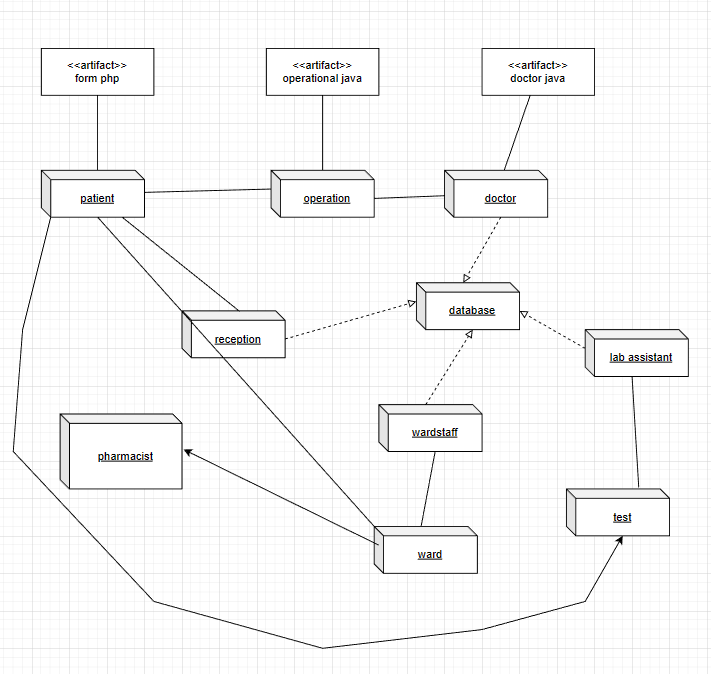 <<artifact>>
form php
<<artifact>>
operational java
<<artifact>>
doctor java
patient
operation
doctor
database
reception
lab assistant
wardstaff
pharmacist
test
ward